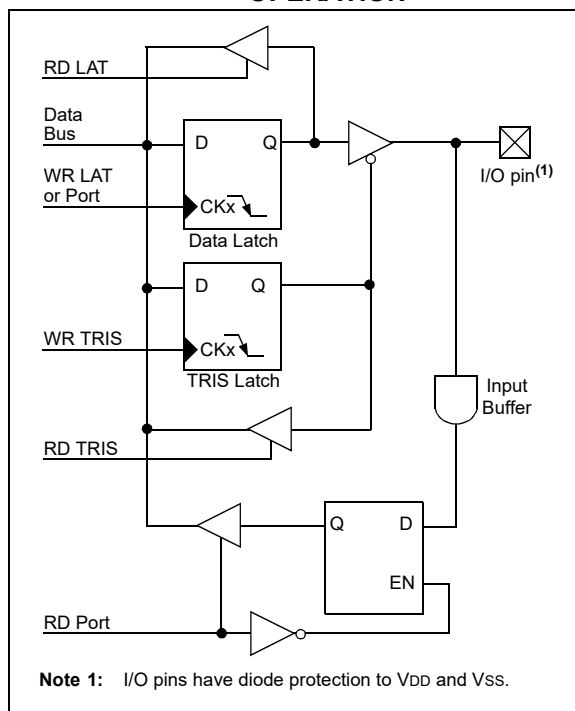 OPERATION
RD LAT
Data
Bus
D Q
WR LAT
or Port
CKx
Data Latch
I/O pin(1)
D Q
WR TRIS
CKx
TRIS Latch
Input
Buffer
RD TRIS
Q D
EN
RD Port
Note 1: I/O pins have diode protection to VDD and VSS.